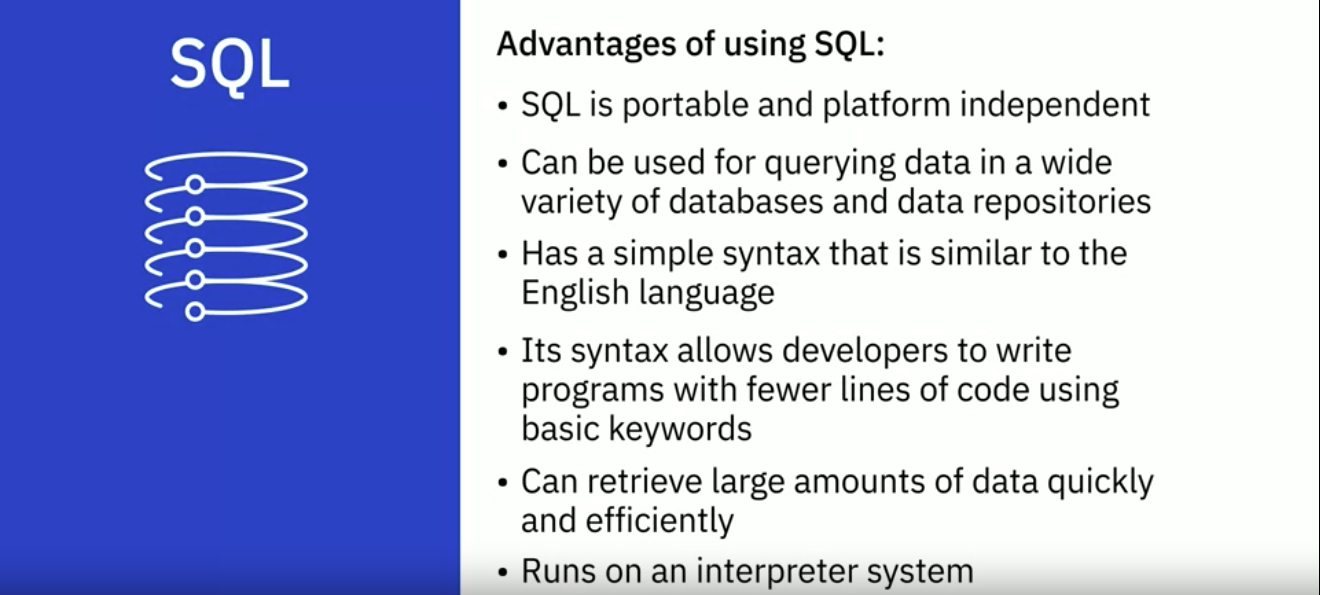 SQL
Advantages of using SQL:
• SQL is portable and platform independent
• Can be used for querying data in a wide
variety of databases and data repositories
• Has a simple syntax that is similar to the
English language
• Its syntax allows developers to write
programs with fewer lines of code using
basic keywords
• Can retrieve large amounts of data quickly
and efficiently
• Runs on an interpreter system